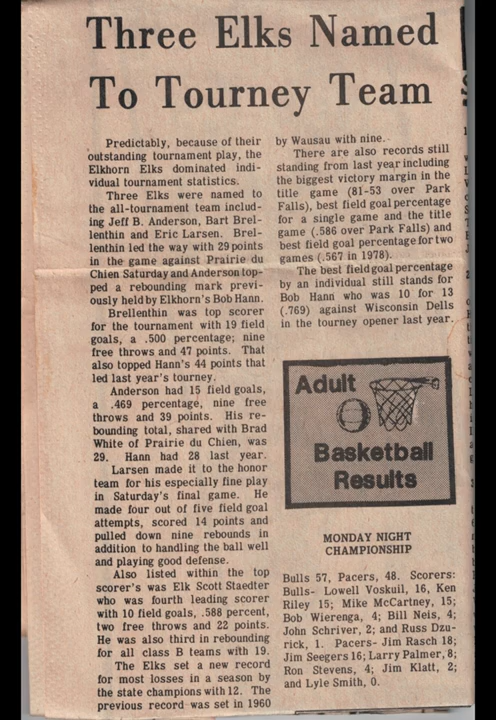 Three Elks Named
To Tourney Team
Predictably, because of their
outstanding tournament play, the
Elkhorn Elks dominated indi-
vidual tournament statistics.
Three Elks were named to
the all-tournament team includ-
ing Jeff B. Anderson, Bart Brel-
lenthin and Eric Larsen. Brel-
lenthin led the way with 29 points
in the game against Prairie du
Chien Saturday and Anderson top-
ped a rebounding mark previ-
ously held by Elkhorn's Bob Hann.
Brellenthin was top scorer
for the tournament with 19 field
goals, a .500 percentage; nine
free throws and 47 points. That
also topped Hann's 44 points that
led last year's tourney.
Anderson had 15 field goals,
a .469 percentage, nine free
throws and 39 points. His re-
bounding total, shared with Brad
White of Prairie du Chien, was
29. Hann had 28 last year.
Larsen made it to the honor
team for his especially fine play
in Saturday's final game. He
made four out of five field goal
attempts, scored 14 points and
pulled down nine rebounds in
addition to handling the ball well
and playing good defense.
Also listed within the top
scorer's was Elk Scott Staedter
who was fourth leading scorer
with 10 field goals, .588 percent,
two free throws and 22 points.
He was also third in rebounding
for all class B teams with 19.
The Elks set a new record
for most losses in a season by
the state champions with 12. The
previous record was set in 1960
by Wausau with nine.
There are also records still
standing from last year including
the biggest victory margin in the
title game (81-53 over Park
Falls), best field goal percentage
for a single game and the title
game (.586 over Park Falls) and
best field goal percentage for two
games (.567 in 1978).
The best field goal percentage
by an individual still stands for
Bob Hann who was 10 for 13
(.769) against Wisconsin Dells
in the tourney opener last year.
Adult
Basketball
Results
MONDAY NIGHT
CHAMPIONSHIP
Bulls 57, Pacers, 48. Scorers:
Bulls- Lowell Voskuil, 16, Ken
Riley 15; Mike McCartney, 15;
Bob Wierenga, 4; Bill Neis, 4;
John Schriver, 2; and Russ Dzu-
rick, 1. Pacers- Jim Rasch 18;
Jim Seegers 16; Larry Palmer, 8;
Ron Stevens, 4; Jim Klatt, 2;
and Lyle Smith, 0.